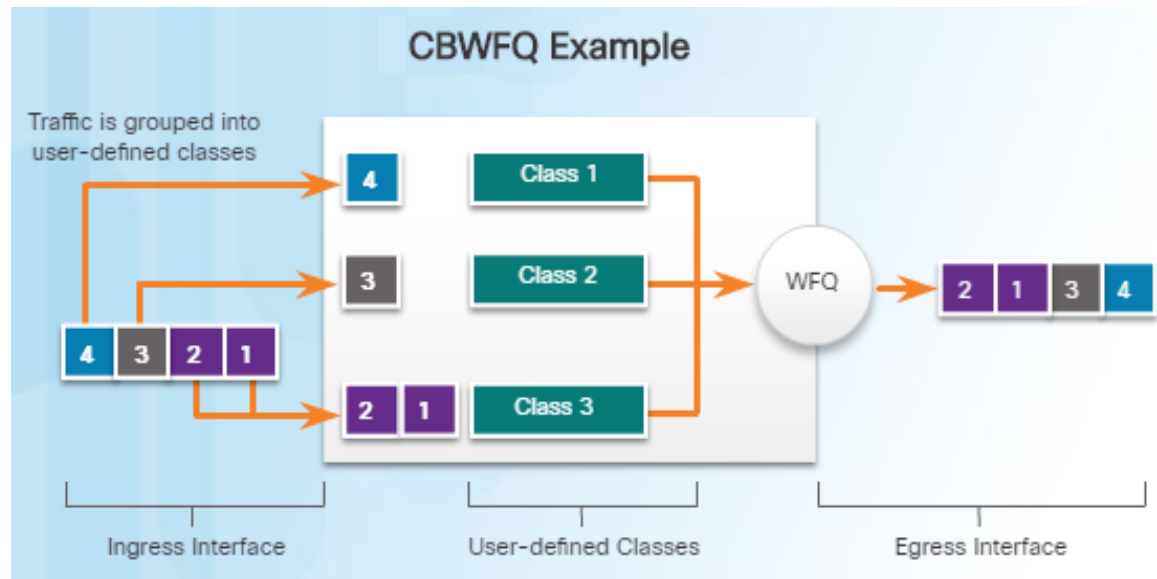 CBWFQ Example
Traffic is grouped into
user-defined classes
4
Class 1
3
Class 2
WFQ
2 1 3 4
4 3 2 1
2 1
Class 3
Ingress Interface
User-defined Classes
Egress Interface